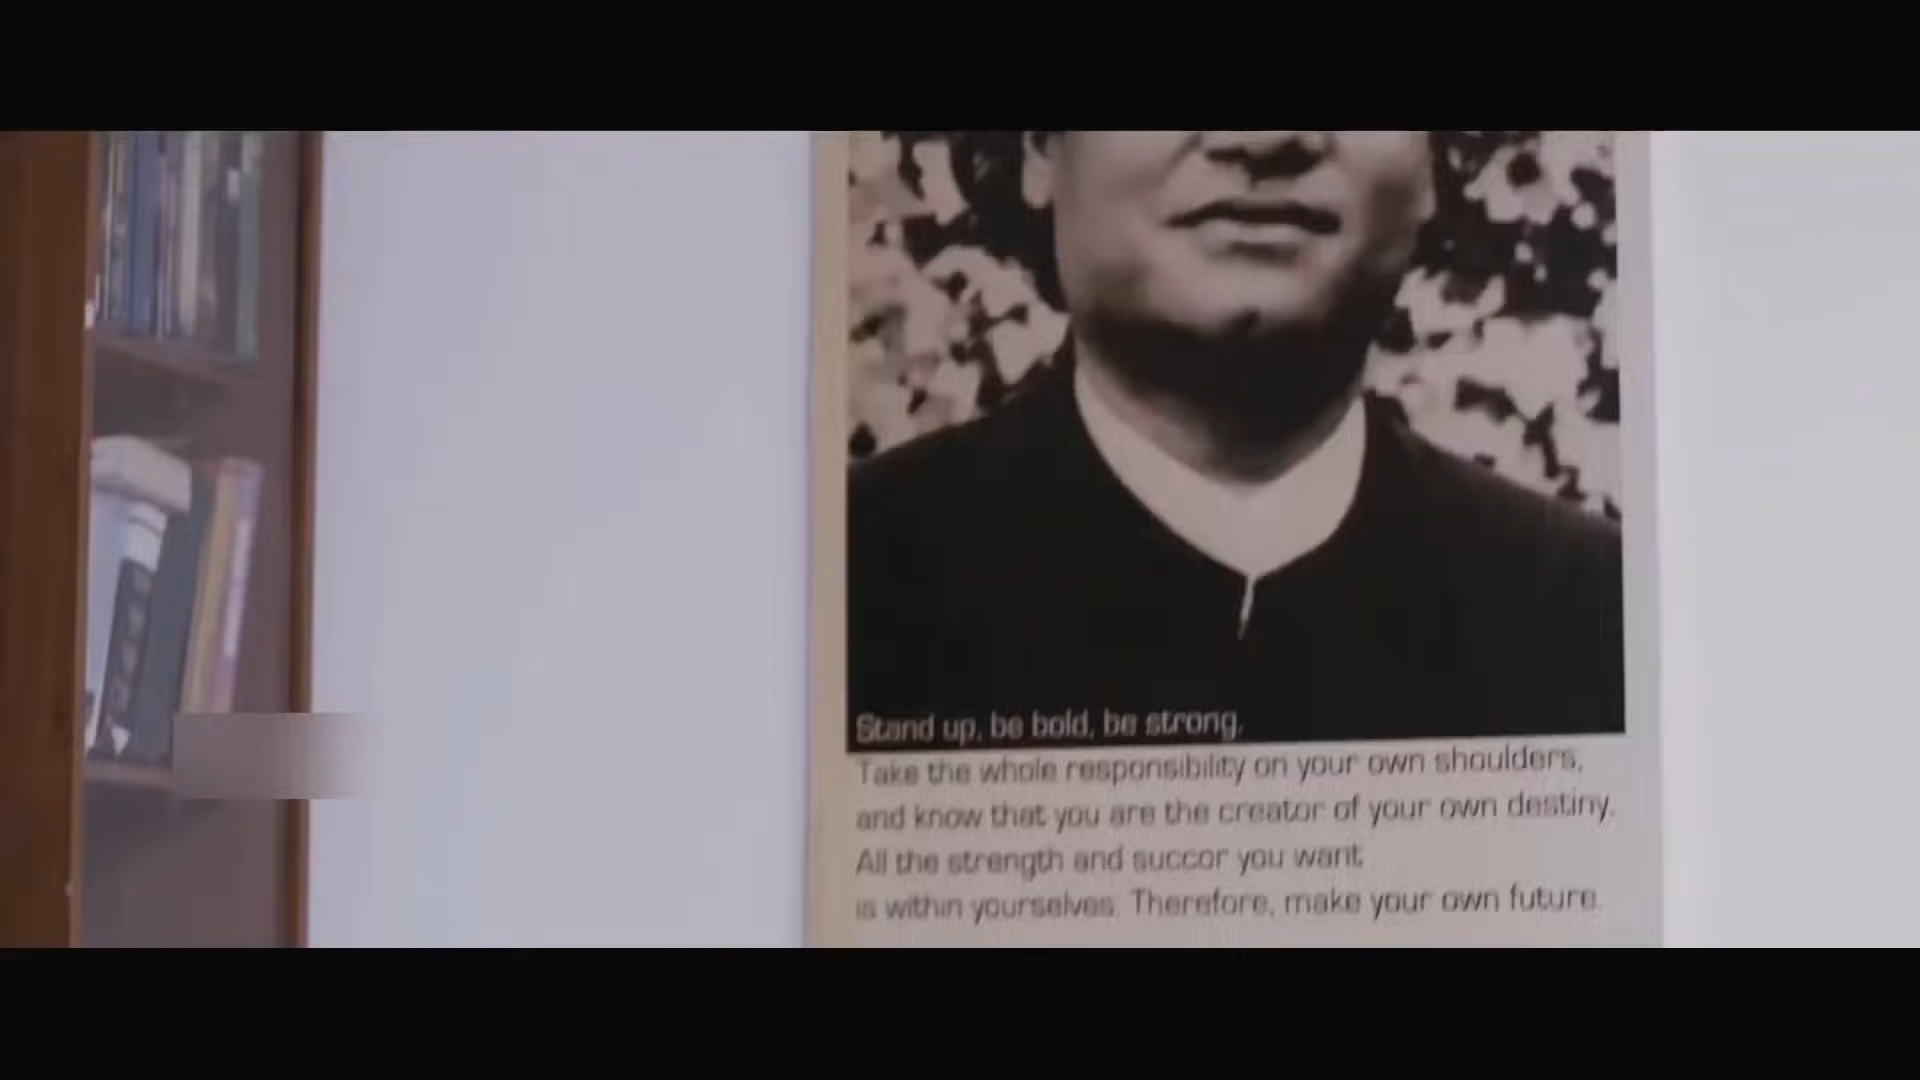 Stand up, be bold, be strong.
Take the whole responsibility on your own shoulders,
and know that you are the creator of your own destiny.
All the strength and succor you want
is within yourselves. Therefore, make your own future.